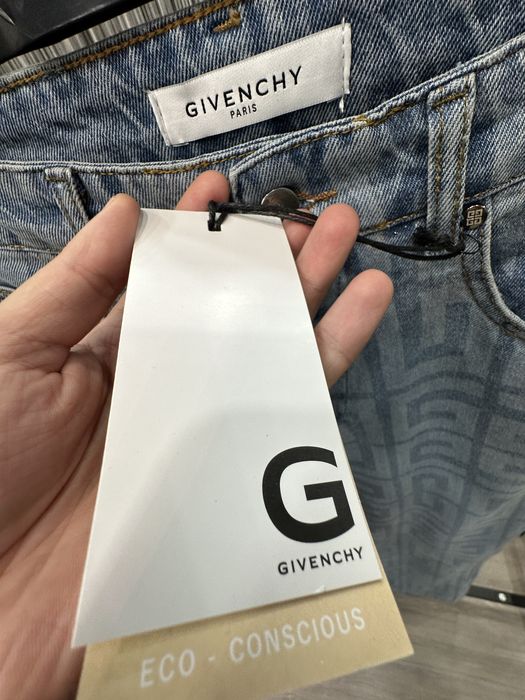 GIVENCHY
PARIS
G
GIVENCHY
ECO - CONSCIOUS